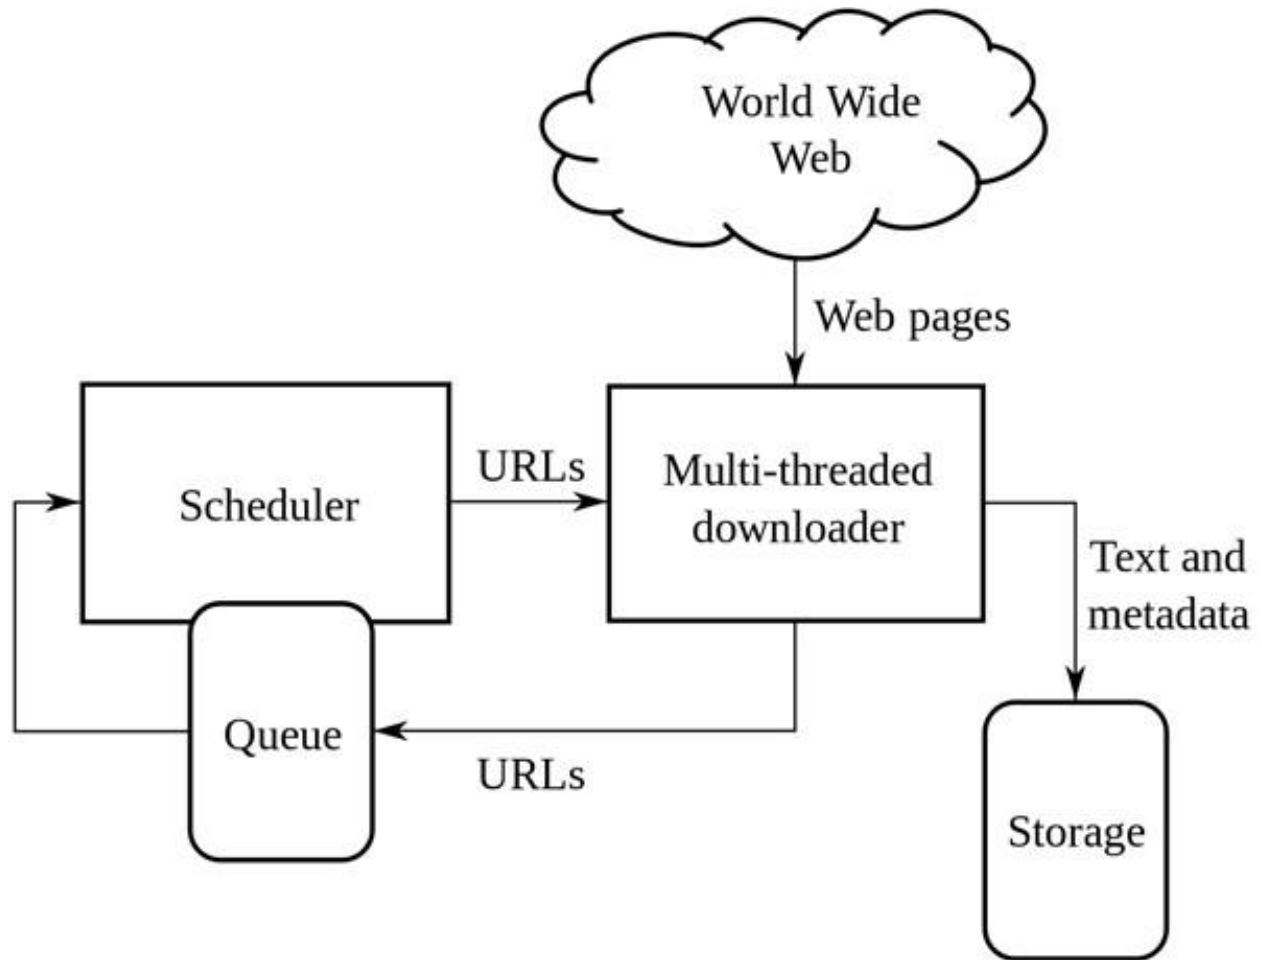 World Wide
Web
Web pages
Scheduler
URLs
Multi-threaded
downloader
Text and
metadata
Queue
URLs
Storage